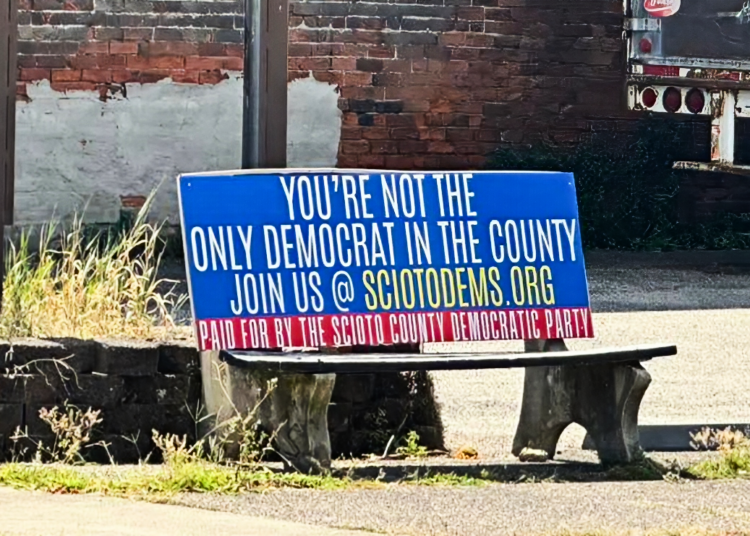 YOU'RE NOT THE
ONLY DEMOCRAT IN THE COUNTY
JOIN US @ SCIOTODEMS.ORG
PAID FOR BY THE SCIOTO COUNTY DEMOCRATIC PARTY